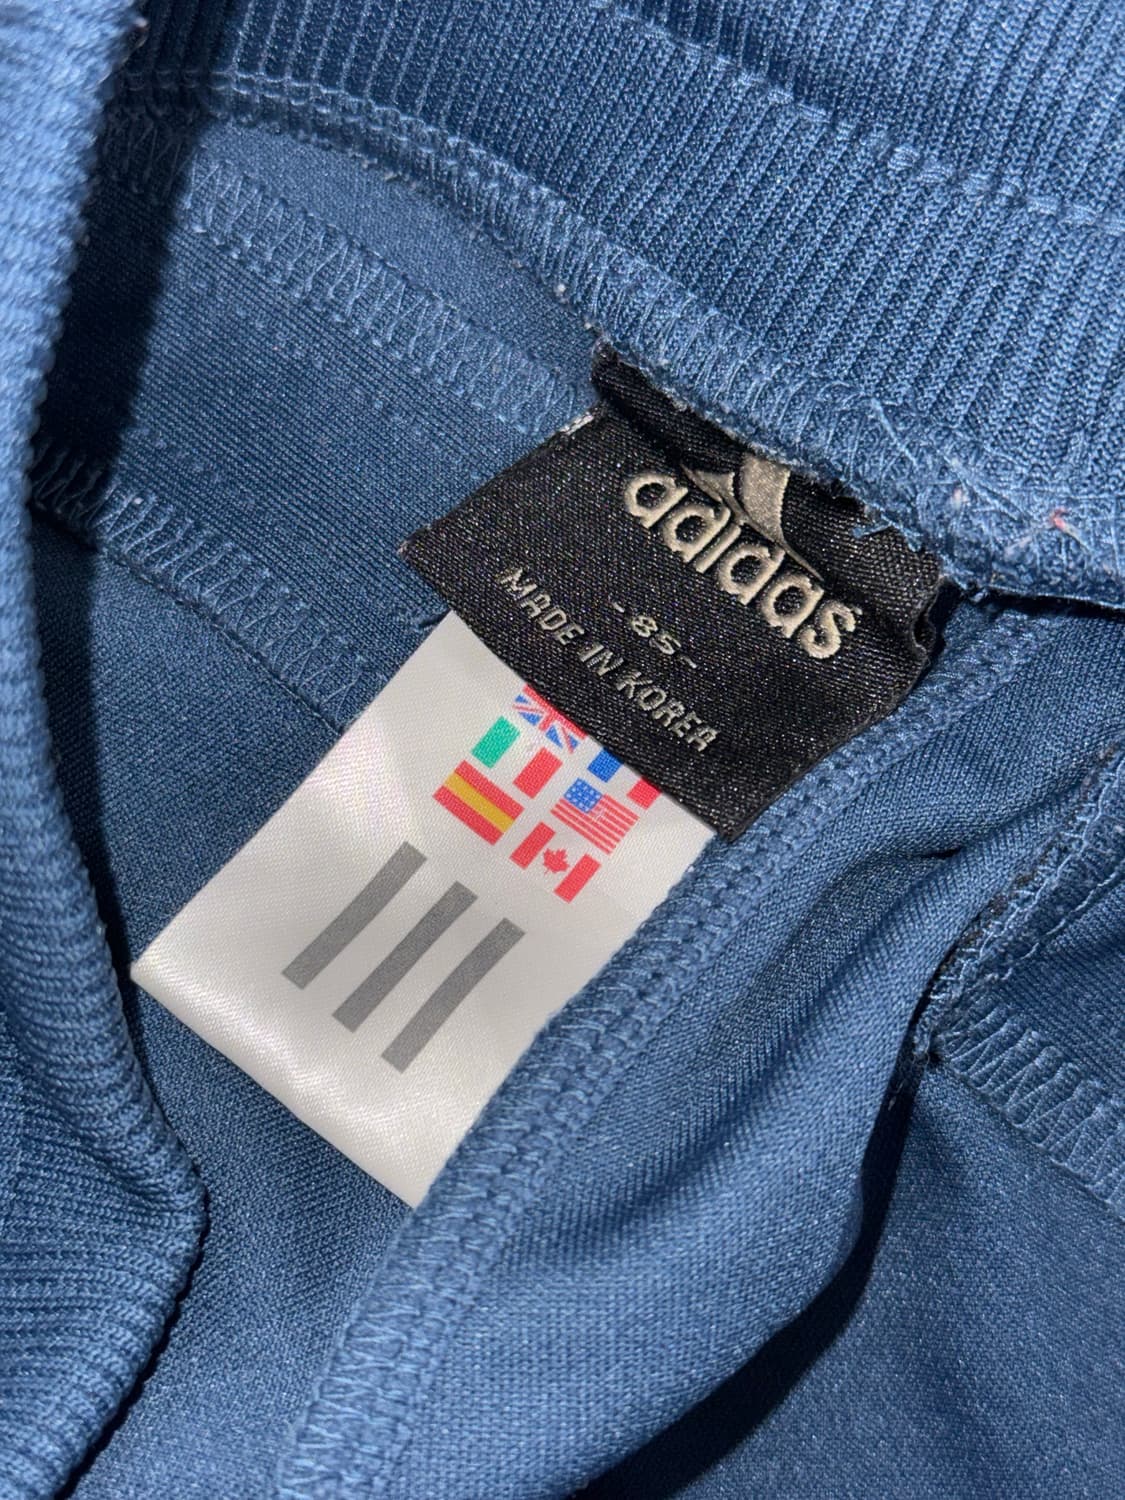 adidas
-85-
MADE IN KOREA